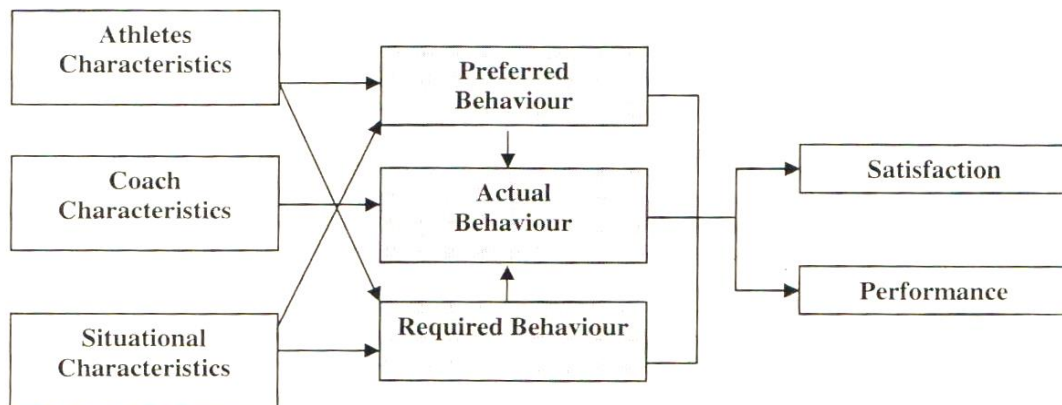 Athletes
Characteristics
Coach
Characteristics
Situational
Characteristics
Preferred
Behaviour
Actual
Behaviour
Required Behaviour
Satisfaction
Performance